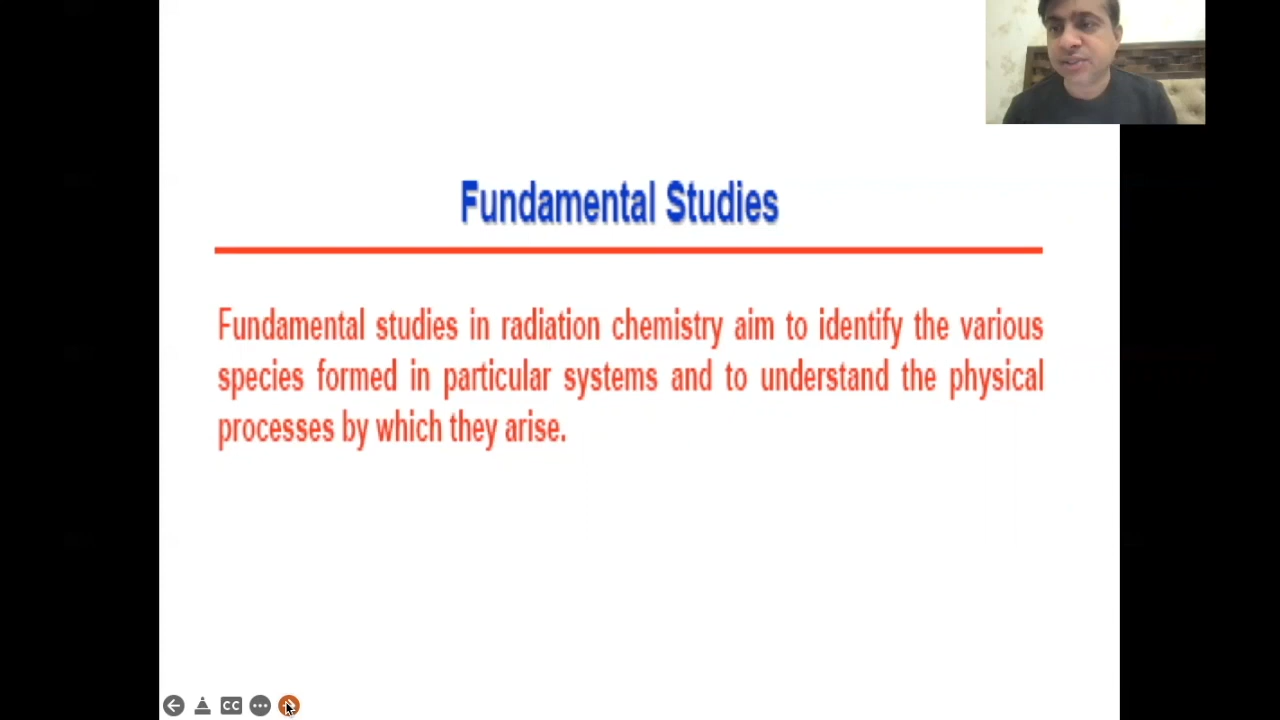 Fundamental Studies
Fundamental studies in radiation chemistry aim to identify the various
species formed in particular systems and to understand the physical
processes by which they arise.
CC